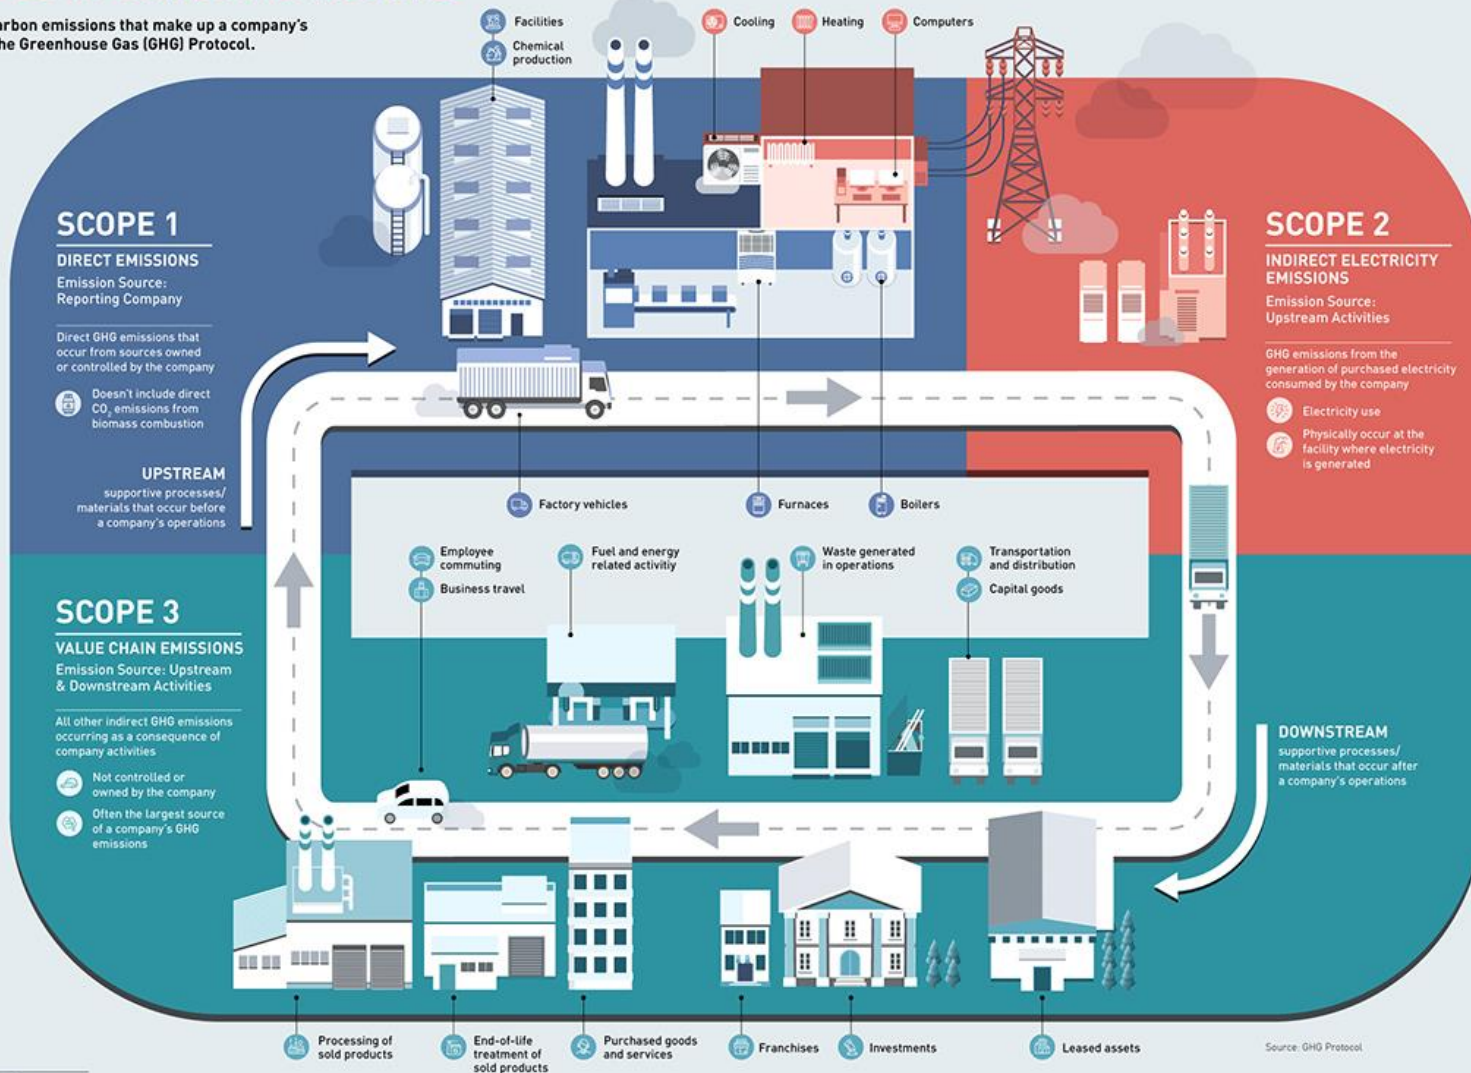 carbon emissions that make up a company's
the Greenhouse Gas (GHG) Protocol.
Facilities
Chemical
production
Cooling
Heating
Computers
SCOPE 1
DIRECT EMISSIONS
Emission Source:
Reporting Company
Direct GHG emissions that
occur from sources owned
or controlled by the company
Doesn't include direct
CO₂ emissions from
biomass combustion
UPSTREAM
supportive processes/
materials that occur before
a company's operations
SCOPE 2
INDIRECT ELECTRICITY
EMISSIONS
Emission Source:
Upstream Activities
GHG emissions from the
generation of purchased electricity
consumed by the company
Electricity use
Physically occur at the
facility where electricity
is generated
Factory vehicles
Furnaces
Boilers
Employee
commuting
Business travel
Fuel and energy
related activitiy
Waste generated
in operations
Transportation
and distribution
Capital goods
SCOPE 3
VALUE CHAIN EMISSIONS
Emission Source: Upstream
& Downstream Activities
All other indirect GHG emissions
occurring as a consequence of
company activities
Not controlled or
owned by the company
Often the largest source
of a company's GHG
emissions
DOWNSTREAM
supportive processes/
materials that occur after
a company's operations
Processing of
sold products
End-of-life
treatment of
sold products
Purchased goods
and services
Franchises
Investments
Leased assets
Source: GHG Protocol